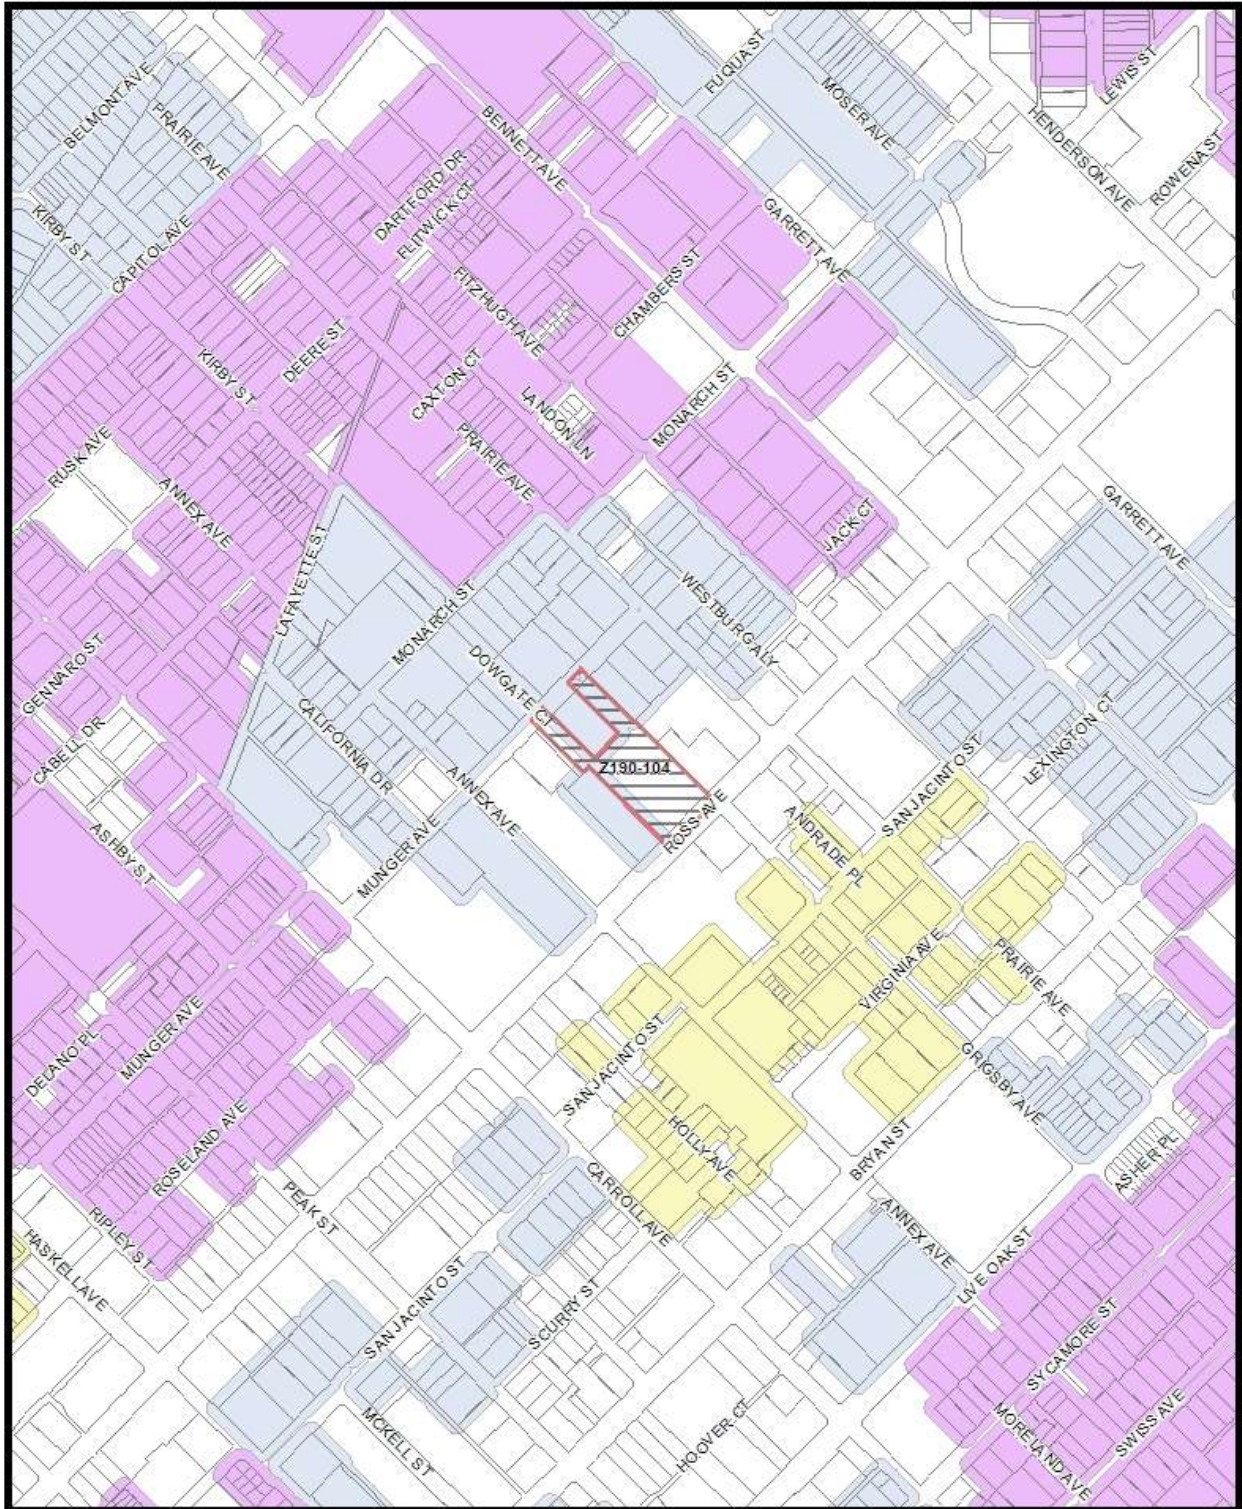 FUQUA ST
LEWIS ST
BELMONT AVE
MOSER AVE
PRAIRIE AVE
BENNETT AVE
HENDERSON AVE
ROWENA ST
DARTFORD DR
FLITWICK CT
KIRBY ST
CAPITOL AVE
GARRETT AVE
CHAMBERS ST
FITZHUGH AVE
DEERE ST
KIRBY ST
CAXTON CT
MONARCH ST
LANDON LN
RUSK AVE
PRAIRIE AVE
ANNEX AVE
GARRETT AVE
JACK CT
LAFAYETTE ST
WESTBURG ALY
MONARCH ST
GENNARO ST
DOWGATE CT
CABELL DR
CALIFORNIA DR
LEXINGTON CT
SAN JACINTO ST
Z190-104
ANNEX AVE
ROSS AVE
ANDRADE PL
ASHBY ST
MUNGER AVE
VIRGINIA AVE
PRAIRIE AVE
DELANO PL
MUNGER AVE
SAN JACINTO ST
GRIGSBY AVE
HOLLY AVE
ROSELAND AVE
BRYAN ST
ASHER PL
CARROLL AVE
PEAK ST
RIPLEY ST
ANNEX AVE
HASKELL AVE
LIVE OAK ST
SAN JACINTO ST
SCURRY ST
SYCAMORE ST
MCKELL ST
HOOVER CT
MORELAND AVE
SWISS AVE